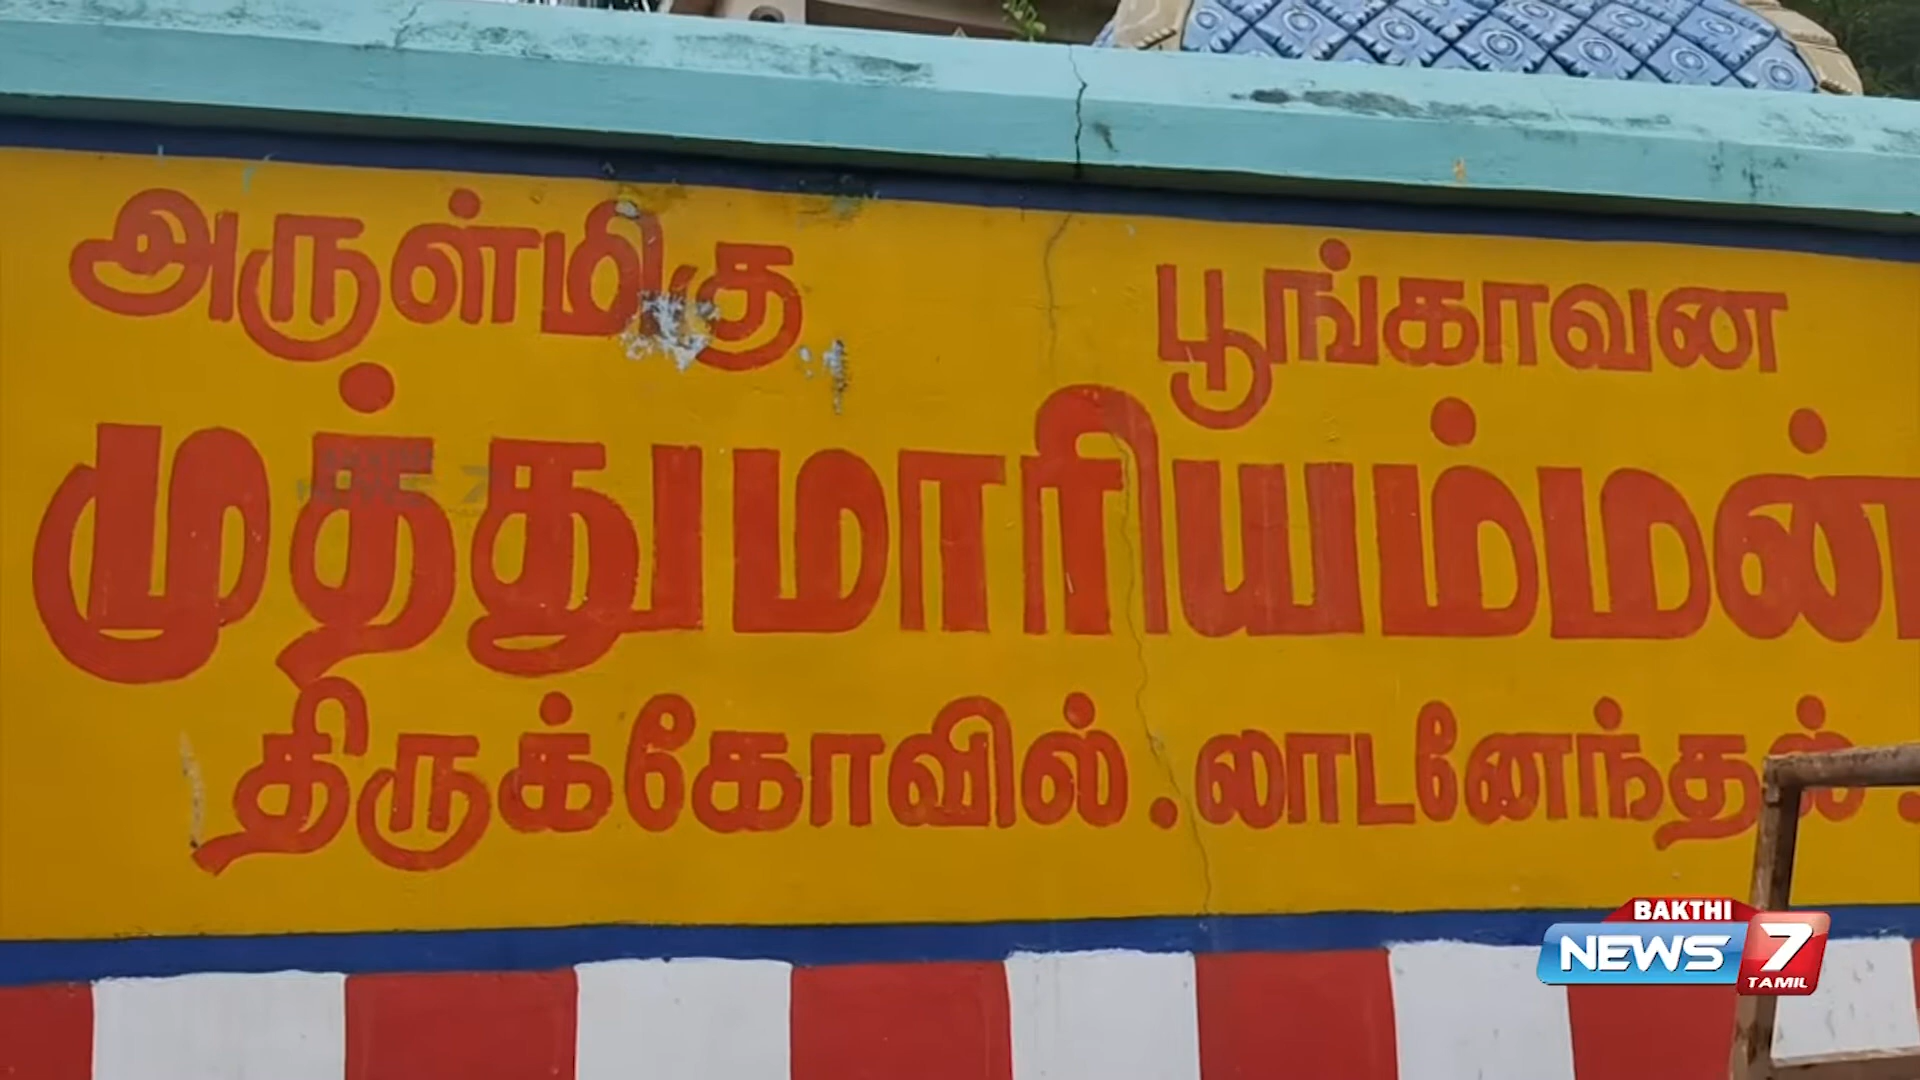 அருள்மிகு பூங்காவன
முத்துமாரியம்மன்
திருக்கோவில். லாடனேந்தல்.
BAKTHI
NEWS 7
TAMIL